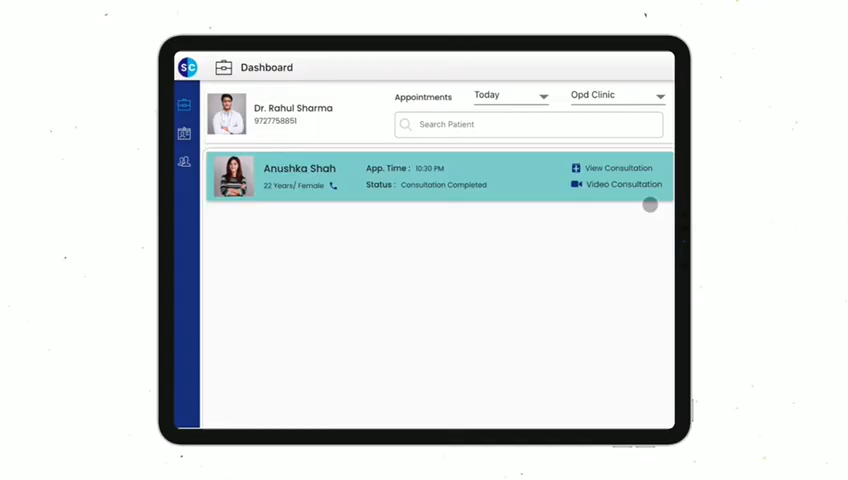 SC
Dashboard
Dr. Rahul Sharma
9727758851
Appointments
Today
Opd Clinic
Search Patient
Anushka Shah
22 Years/ Female
App. Time : 10:30 PM
Status : Consultation Completed
View Consultation
Video Consultation